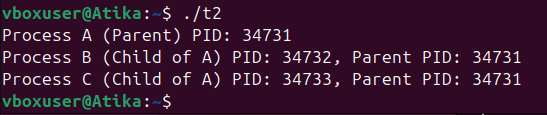 vboxuser@Atika:~$ ./t2
Process A (Parent) PID: 34731
Process B (Child of A) PID: 34732, Parent PID: 34731
Process C (Child of A) PID: 34733, Parent PID: 34731
vboxuser@Atika:~$